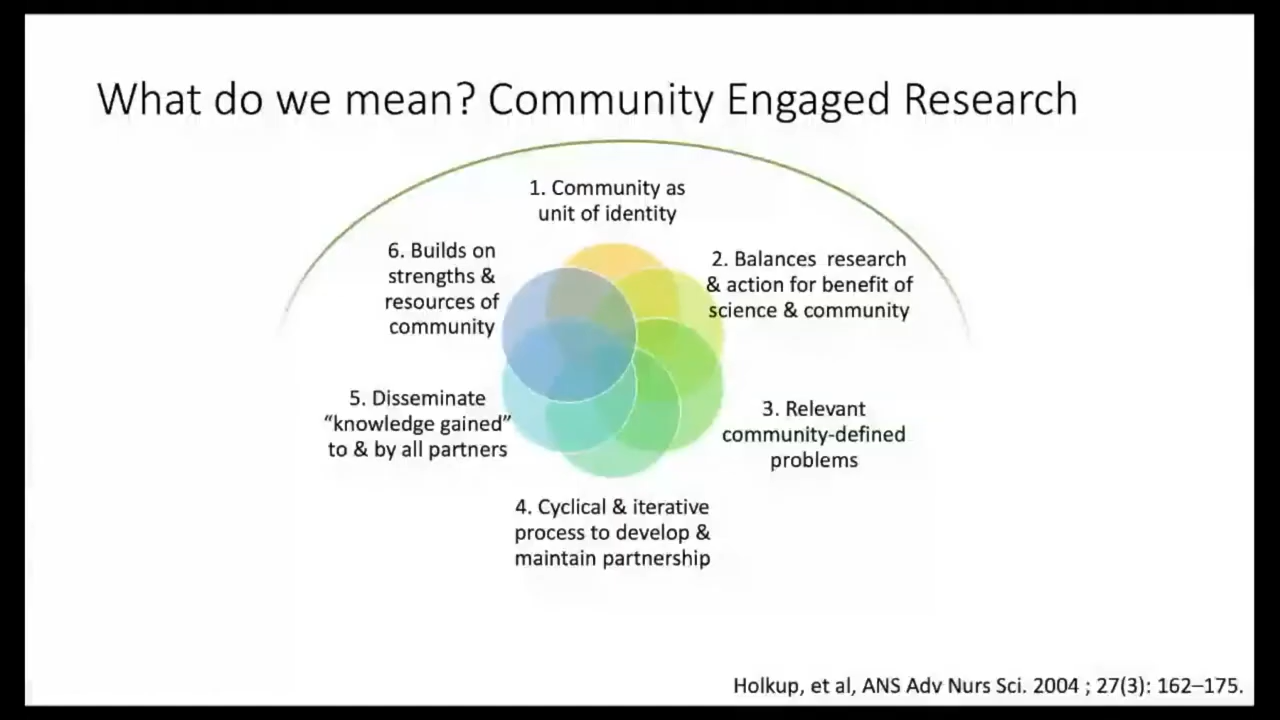 What do we mean? Community Engaged Research
1. Community as
unit of identity
2. Balances research
& action for benefit of
science & community
3. Relevant
community-defined
problems
4. Cyclical & iterative
process to develop &
maintain partnership
5. Disseminate
“knowledge gained”
to & by all partners
6. Builds on
strengths &
resources of
community
Holkup, et al, ANS Adv Nurs Sci. 2004 ; 27(3): 162–175.